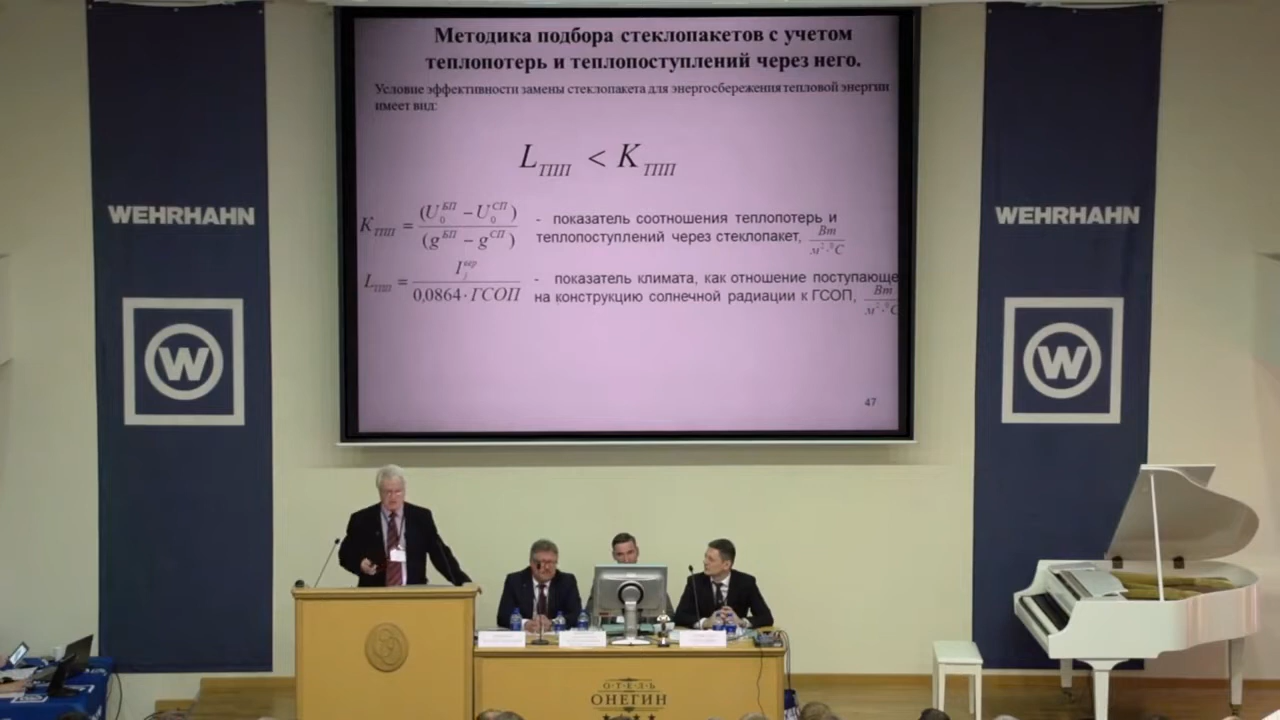 Методика подбора стеклопакетов с учетом
теплопотерь и теплопоступлений через него.
Условие эффективности замены стеклопакета для энергосбережения тепловой энергии
имеет вид:
L_ТПП < K_ТПП
K_ТПП = (U_0^БП − U_0^СП) / (g^БП − g^СП)
- показатель соотношения теплопотерь и
теплопоступлений через стеклопакет, Вт / м²·⁰С
L_ТПП = I_j^вер / 0,0864·ГСОП
- показатель климата, как отношение поступающе
на конструкцию солнечной радиации к ГСОП, Вт / м²·⁰С
47
WEHRHAHN
W
WEHRHAHN
W
ОТЕЛЬ
ОНЕГИН